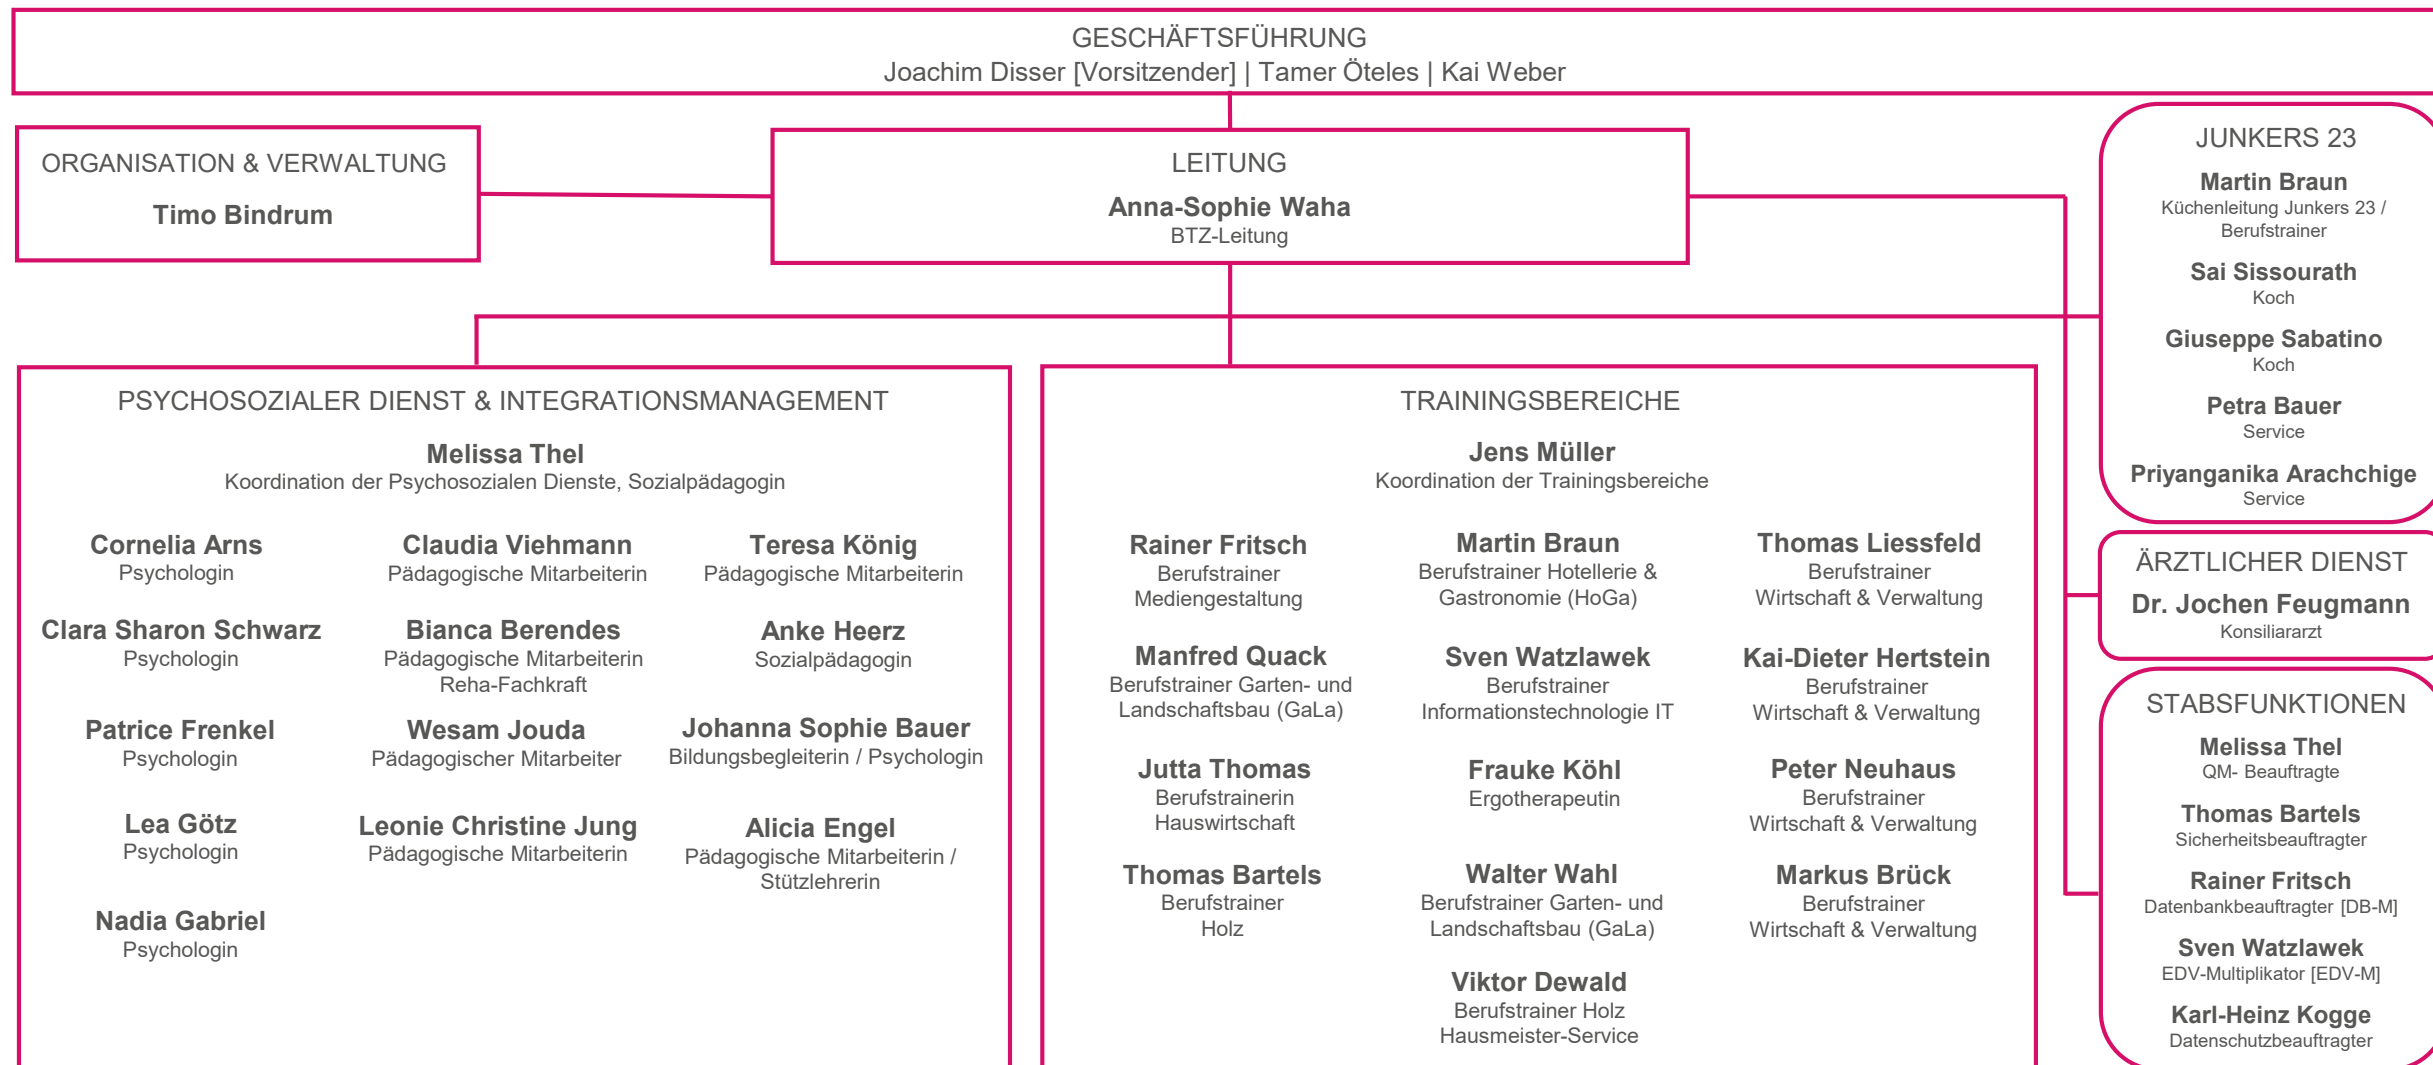 GESCHÄFTSFÜHRUNG
Joachim Disser [Vorsitzender] | Tamer Öteles | Kai Weber
ORGANISATION & VERWALTUNG
Timo Bindrum
LEITUNG
Anna-Sophie Waha
BTZ-Leitung
JUNKERS 23
Martin Braun
Küchenleitung Junkers 23 /
Berufstrainer
Sai Sissourath
Koch
Giuseppe Sabatino
Koch
Petra Bauer
Service
Priyanganika Arachchige
Service
ÄRZTLICHER DIENST
Dr. Jochen Feugmann
Konsiliararzt
STABSFUNKTIONEN
Melissa Thel
QM- Beauftragte
Thomas Bartels
Sicherheitsbeauftragter
Rainer Fritsch
Datenbankbeauftragter [DB-M]
Sven Watzlawek
EDV-Multiplikator [EDV-M]
Karl-Heinz Kogge
Datenschutzbeauftragter
PSYCHOSOZIALER DIENST & INTEGRATIONSMANAGEMENT
Melissa Thel
Koordination der Psychosozialen Dienste, Sozialpädagogin
Cornelia Arns
Psychologin
Clara Sharon Schwarz
Psychologin
Patrice Frenkel
Psychologin
Lea Götz
Psychologin
Nadia Gabriel
Psychologin
Claudia Viehmann
Pädagogische Mitarbeiterin
Bianca Berendes
Pädagogische Mitarbeiterin
Reha-Fachkraft
Wesam Jouda
Pädagogischer Mitarbeiter
Leonie Christine Jung
Pädagogische Mitarbeiterin
Teresa König
Pädagogische Mitarbeiterin
Anke Heerz
Sozialpädagogin
Johanna Sophie Bauer
Bildungsbegleiterin / Psychologin
Alicia Engel
Pädagogische Mitarbeiterin /
Stützlehrerin
TRAININGSBEREICHE
Jens Müller
Koordination der Trainingsbereiche
Rainer Fritsch
Berufstrainer
Mediengestaltung
Manfred Quack
Berufstrainer Garten- und
Landschaftsbau (GaLa)
Jutta Thomas
Berufstrainerin
Hauswirtschaft
Thomas Bartels
Berufstrainer
Holz
Martin Braun
Berufstrainer Hotellerie &
Gastronomie (HoGa)
Sven Watzlawek
Berufstrainer
Informationstechnologie IT
Frauke Köhl
Ergotherapeutin
Walter Wahl
Berufstrainer Garten- und
Landschaftsbau (GaLa)
Viktor Dewald
Berufstrainer Holz
Hausmeister-Service
Thomas Liessfeld
Berufstrainer
Wirtschaft & Verwaltung
Kai-Dieter Hertstein
Berufstrainer
Wirtschaft & Verwaltung
Peter Neuhaus
Berufstrainer
Wirtschaft & Verwaltung
Markus Brück
Berufstrainer
Wirtschaft & Verwaltung